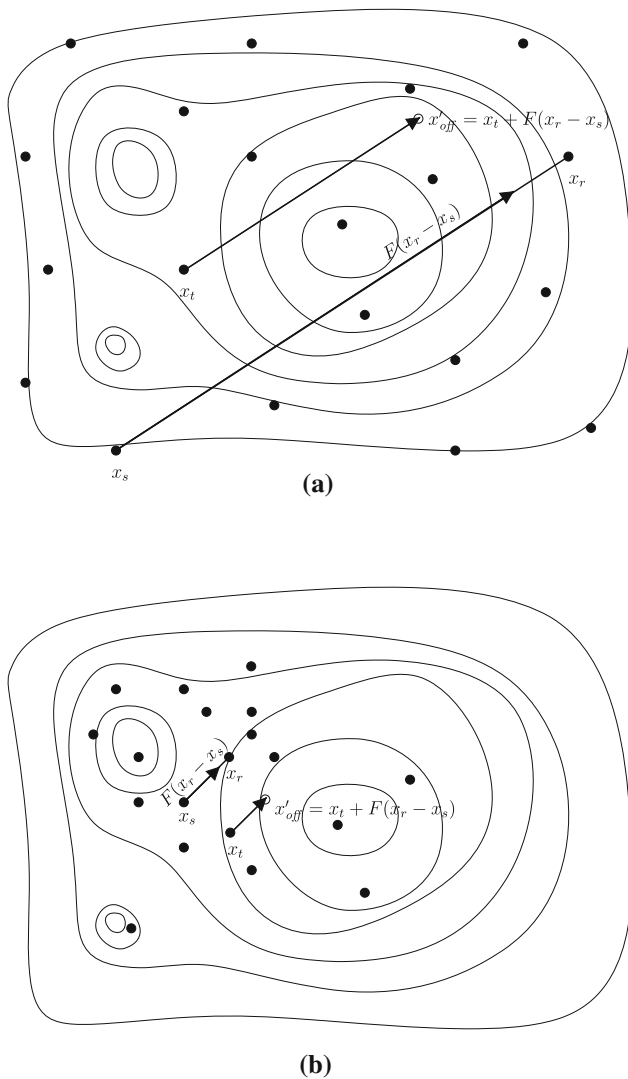 x′_off = x_t + F(x_r − x_s)
x_r
F(x_r − x_s)
x_t
x_s
(a)
F(x_r − x_s)
x_r
x_s
x′_off = x_t + F(x_r − x_s)
x_t
(b)